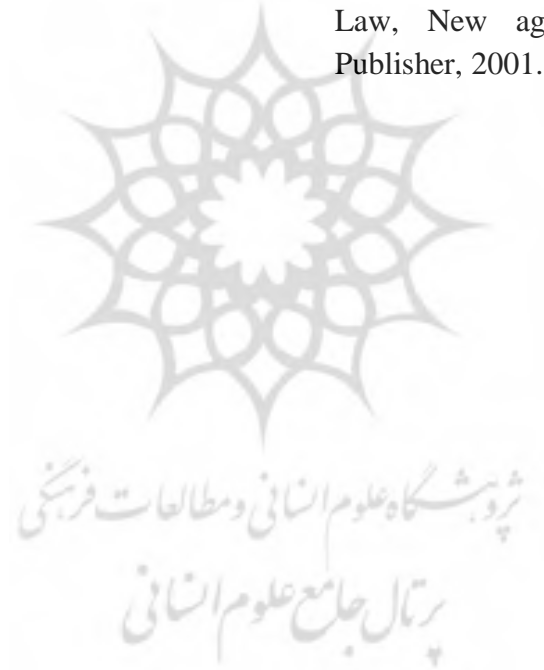 Law, New ag
Publisher, 2001.
پژوهشگاه علوم انسانی و مطالعات فرهنگی
پرتال جامع علوم انسانی